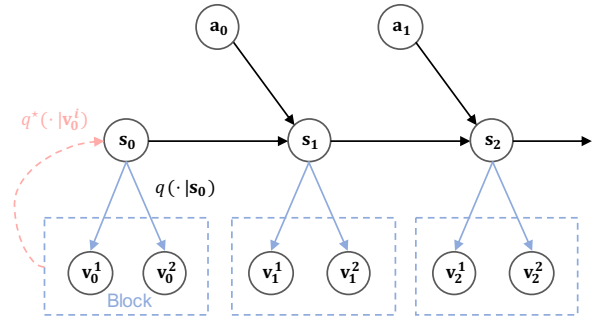 a₀ a₁
q*(· |v₀ⁱ)
s₀ s₁ s₂
q(· |s₀)
v₀¹ v₀² v₁¹ v₁² v₂¹ v₂²
Block